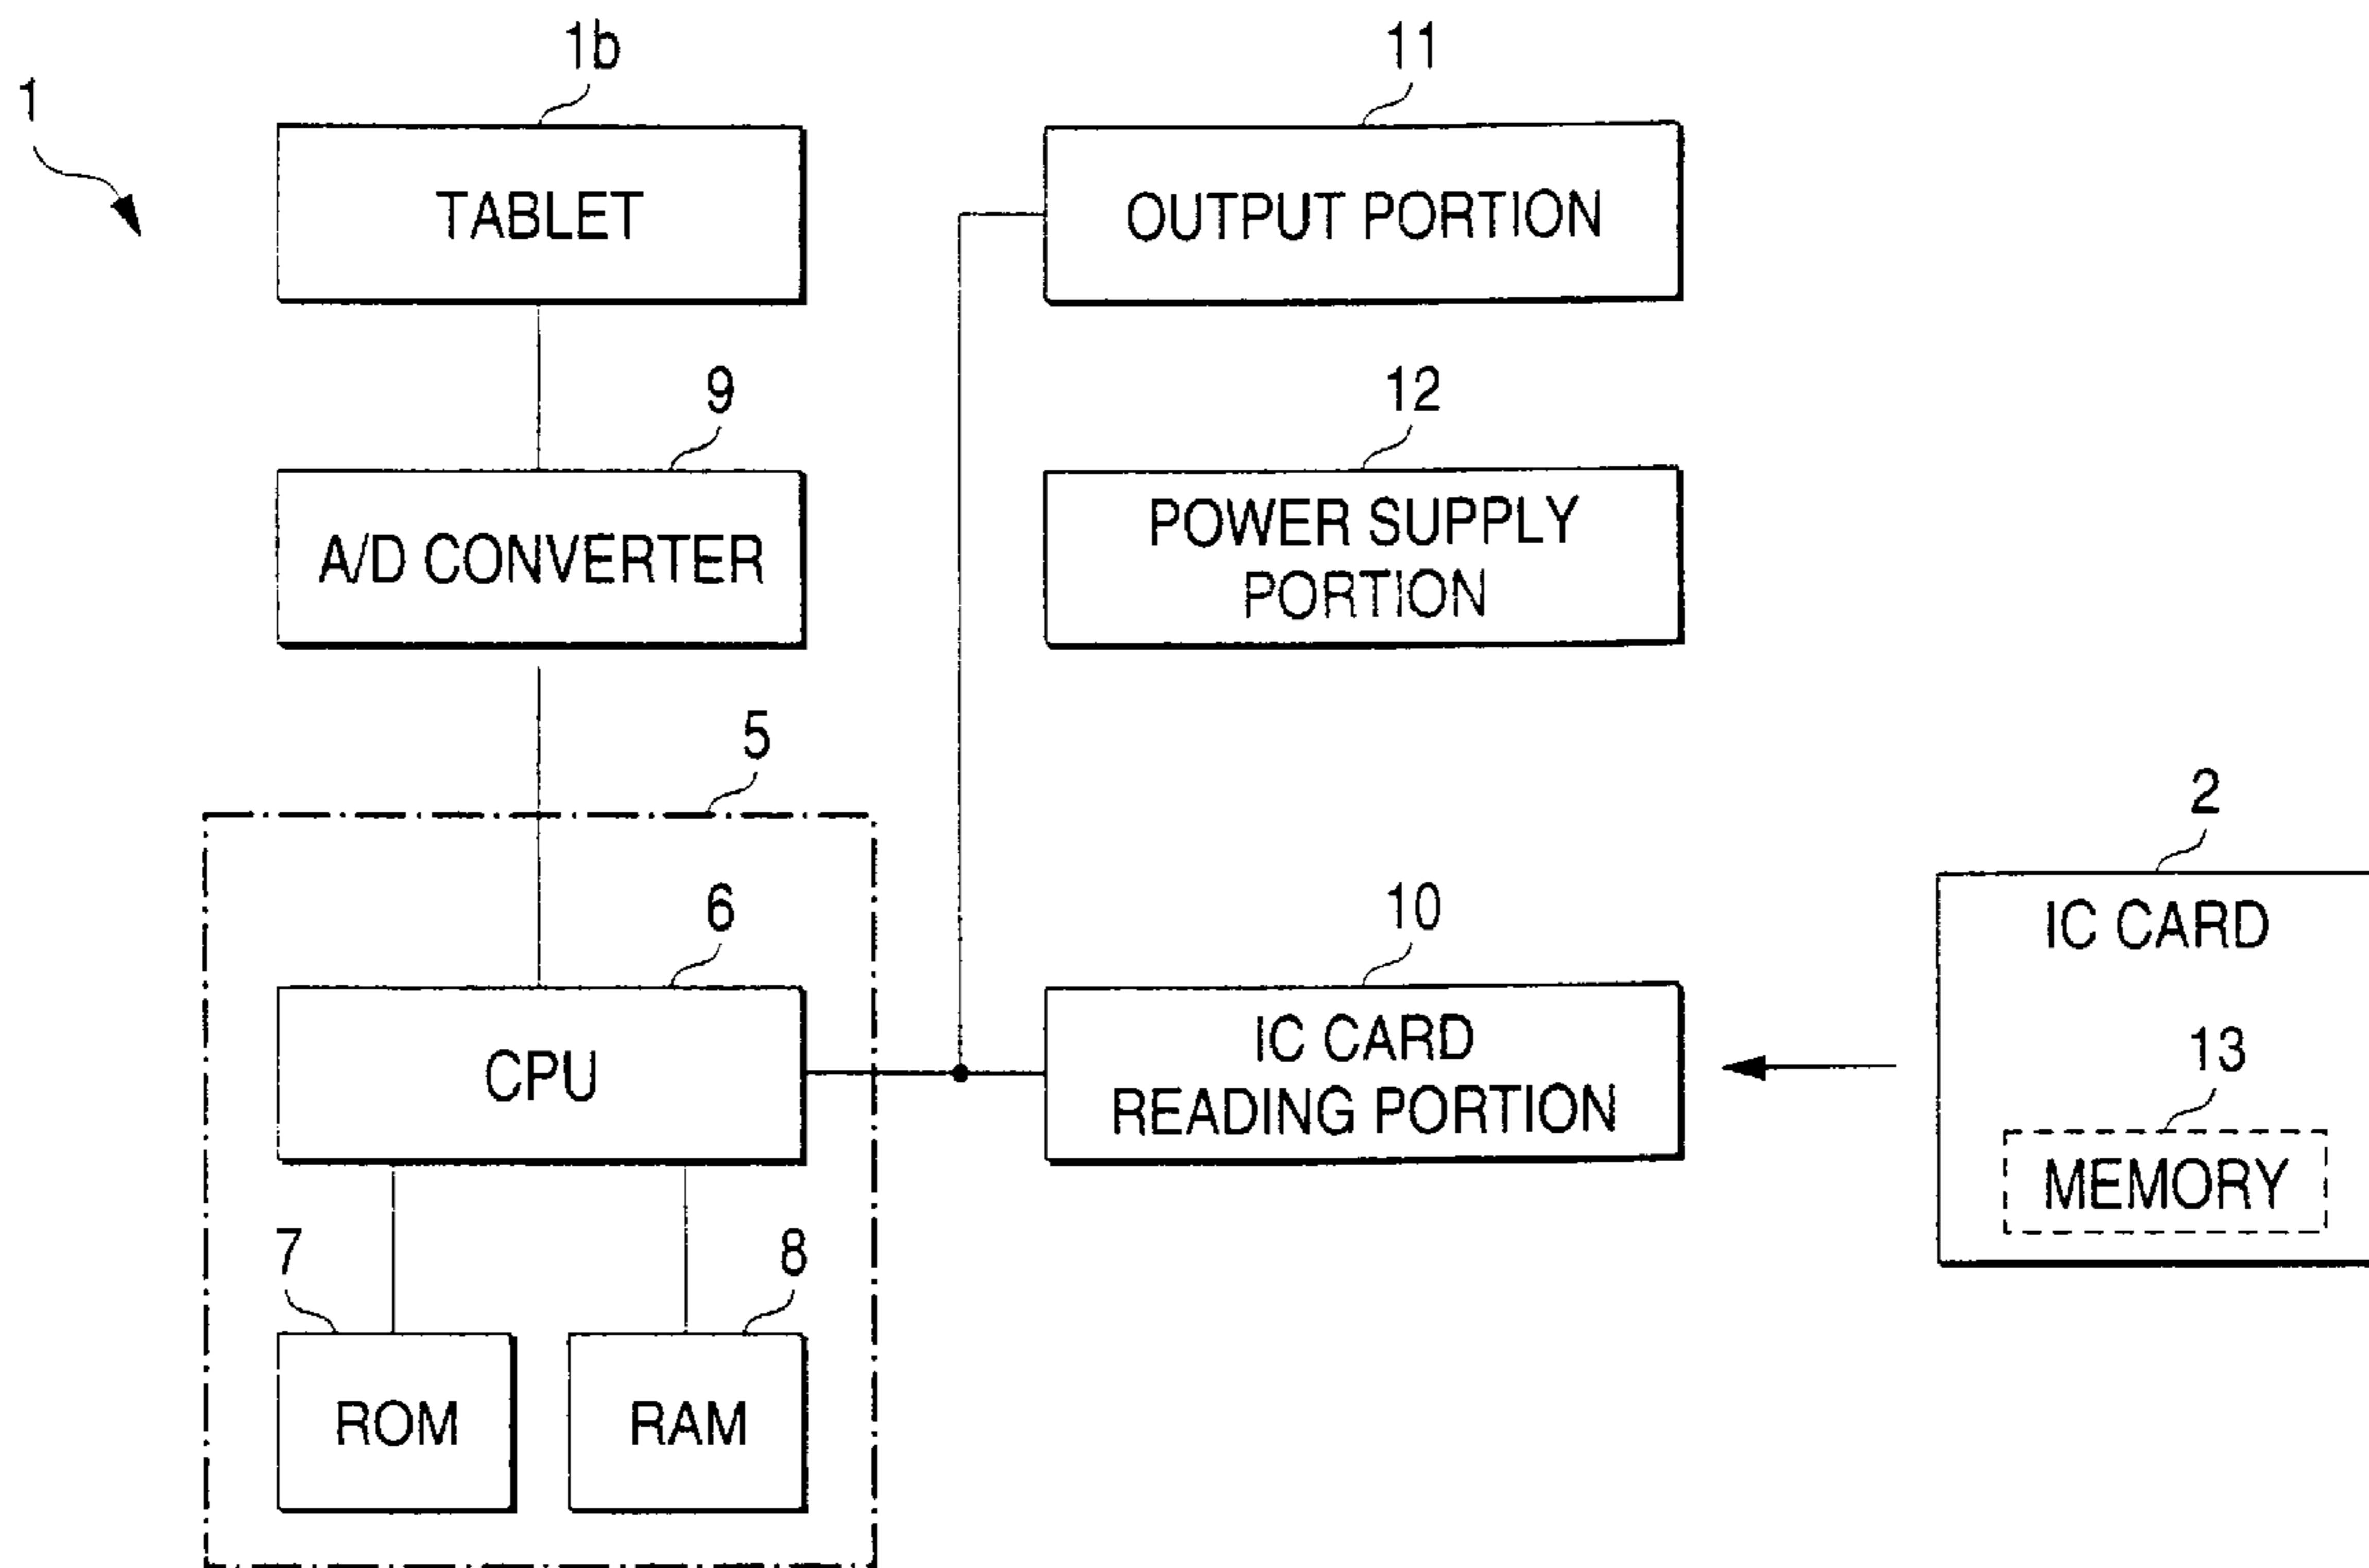 1
1b
TABLET
11
OUTPUT PORTION
9
A/D CONVERTER
12
POWER SUPPLY
PORTION
5
6
CPU
10
IC CARD
READING PORTION
2
IC CARD
13
MEMORY
7
ROM
8
RAM